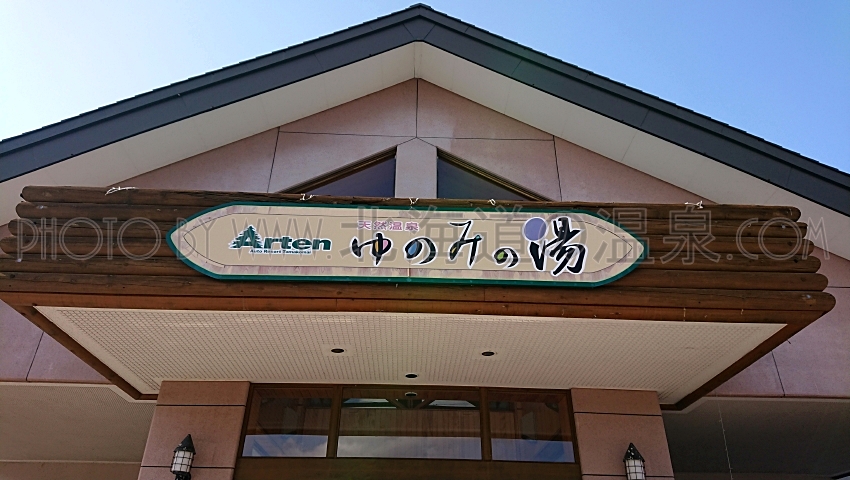 天然温泉
Arten
Auto Resort Tomakomai
ゆのみの湯
PHOTO BY WWW.北海道温泉.COM